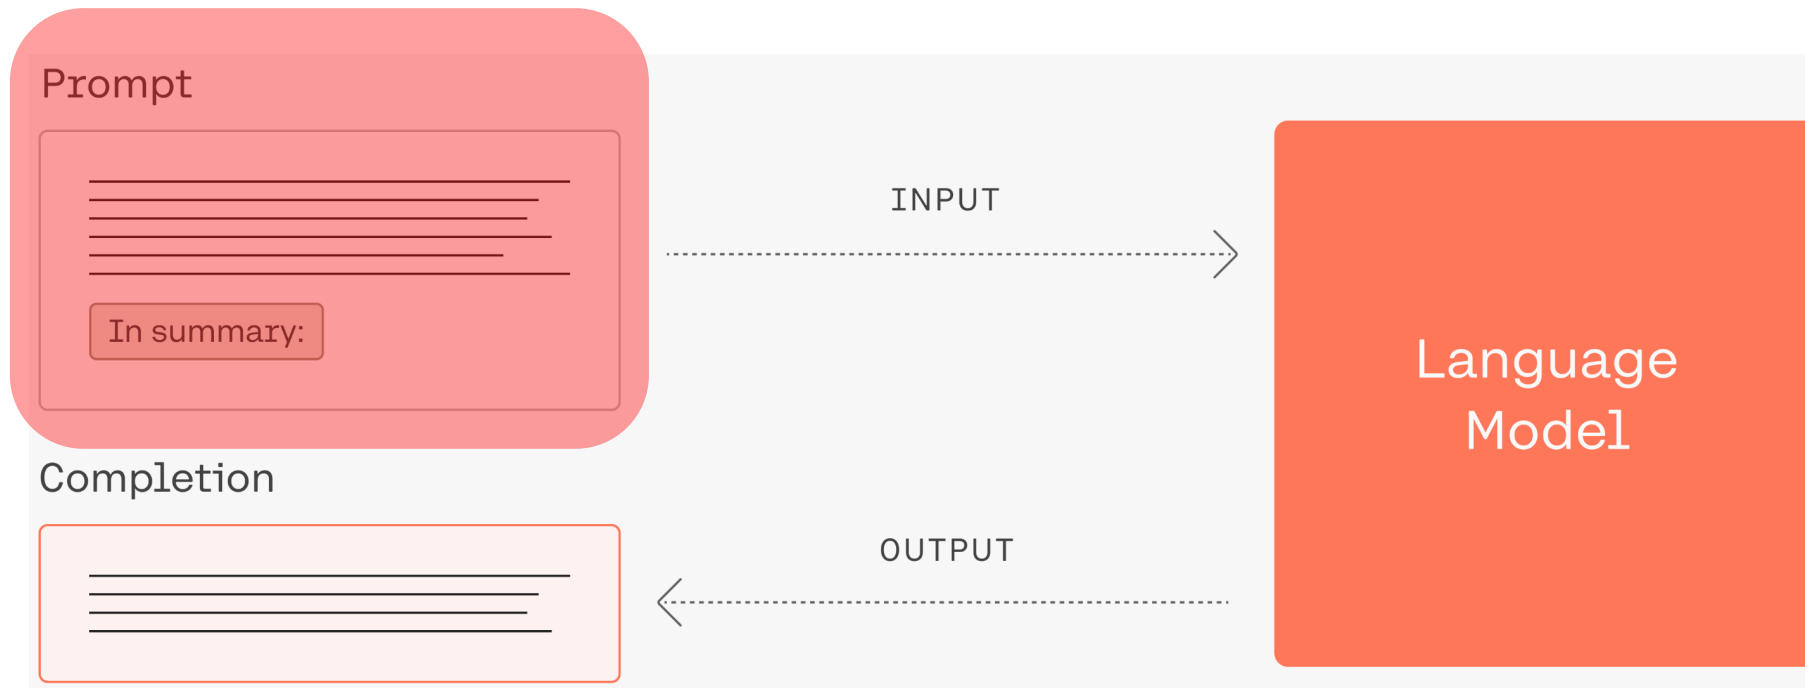 Prompt
In summary:
INPUT
Language
Model
Completion
OUTPUT